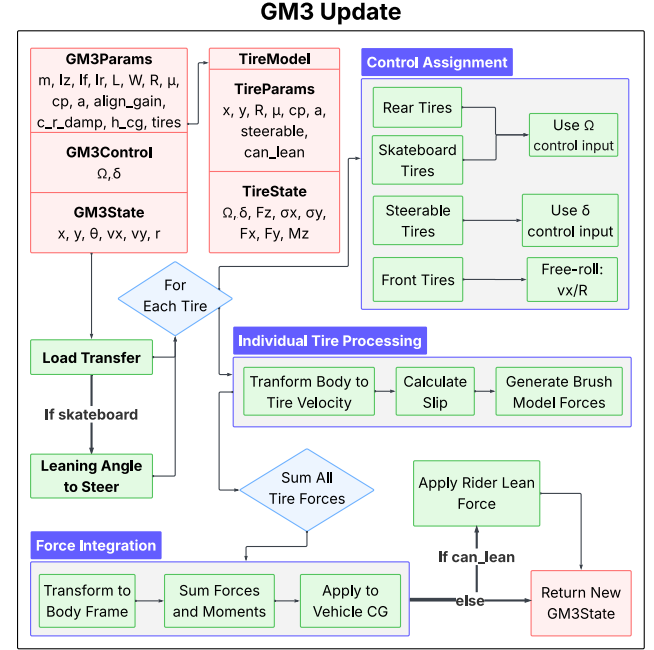 GM3 Update
GM3Params
m, Iz, lf, lr, L, W, R, μ,
cp, a, align_gain,
c_r_damp, h_cg, tires
GM3Control
Ω,δ
GM3State
x, y, θ, vx, vy, r
TireModel
TireParams
x, y, R, μ, cp, a,
steerable,
can_lean
TireState
Ω, δ, Fz, σx, σy,
Fx, Fy, Mz
Control Assignment
Rear Tires
Skateboard
Tires
Use Ω
control input
Steerable
Tires
Use δ
control input
Front Tires
Free-roll:
vx/R
For
Each Tire
Load Transfer
If skateboard
Leaning Angle
to Steer
Individual Tire Processing
Tranform Body to
Tire Velocity
Calculate
Slip
Generate Brush
Model Forces
Sum All
Tire Forces
Force Integration
Transform to
Body Frame
Sum Forces
and Moments
Apply to
Vehicle CG
Apply Rider Lean
Force
If can_lean
else
Return New
GM3State